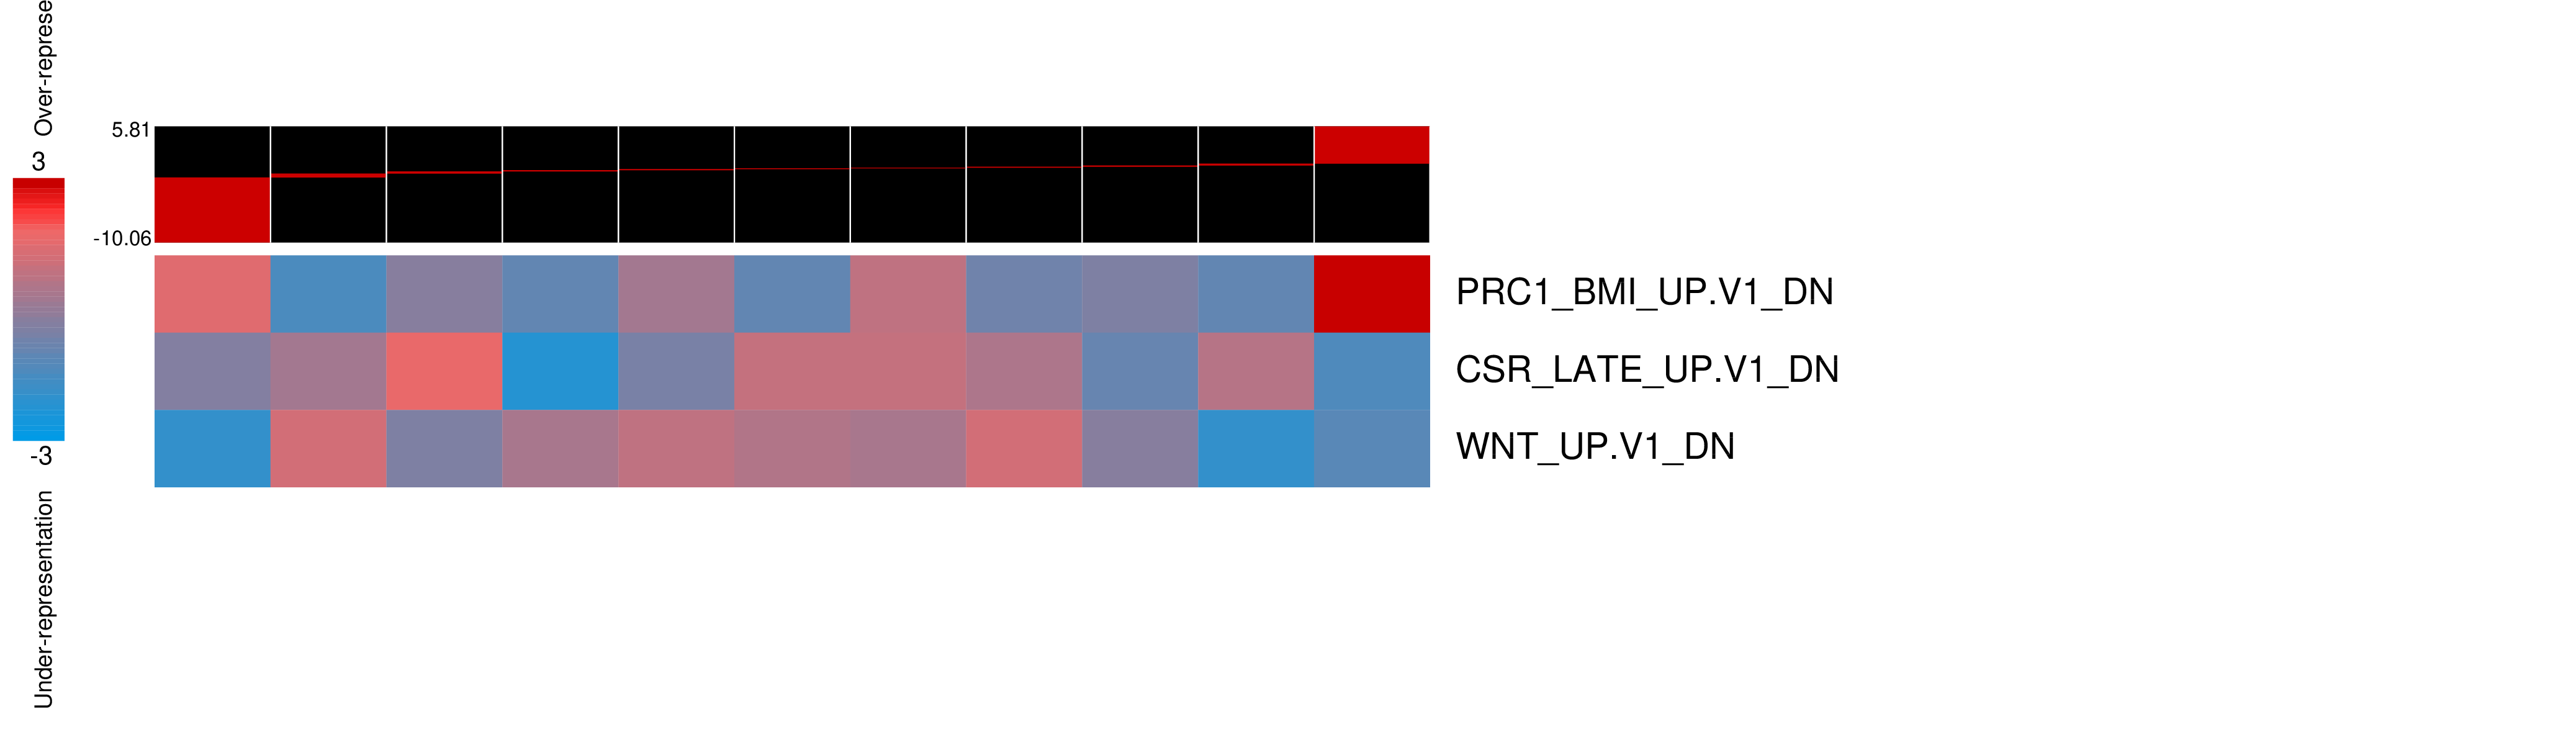 Over-represe
5.81
3
-10.06
PRC1_BMI_UP.V1_DN
CSR_LATE_UP.V1_DN
WNT_UP.V1_DN
-3
Under-representation